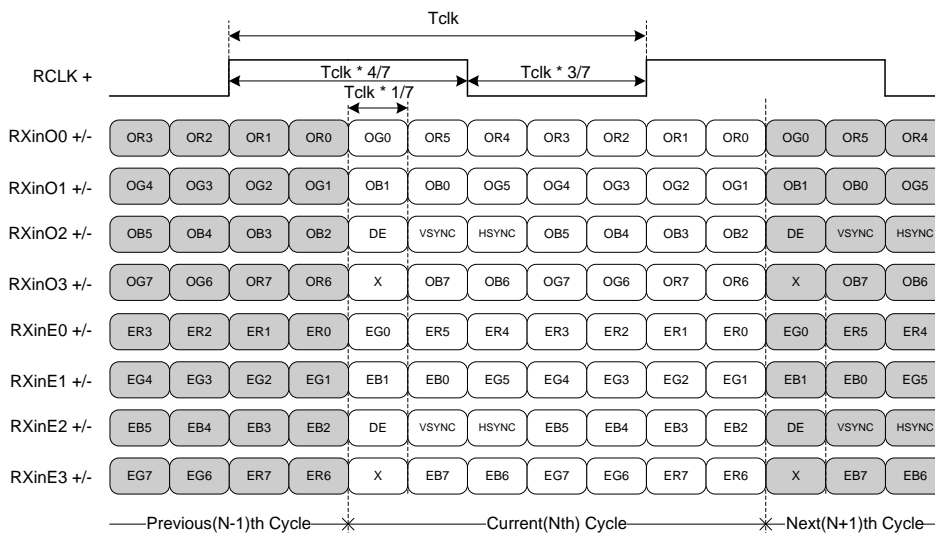 Tclk
RCLK +
Tclk * 4/7
Tclk * 3/7
Tclk * 1/7
RXinO0 +/- OR3 OR2 OR1 OR0 OG0 OR5 OR4 OR3 OR2 OR1 OR0 OG0 OR5 OR4
RXinO1 +/- OG4 OG3 OG2 OG1 OB1 OB0 OG5 OG4 OG3 OG2 OG1 OB1 OB0 OG5
RXinO2 +/- OB5 OB4 OB3 OB2 DE VSYNC HSYNC OB5 OB4 OB3 OB2 DE VSYNC HSYNC
RXinO3 +/- OG7 OG6 OR7 OR6 X OB7 OB6 OG7 OG6 OR7 OR6 X OB7 OB6
RXinE0 +/- ER3 ER2 ER1 ER0 EG0 ER5 ER4 ER3 ER2 ER1 ER0 EG0 ER5 ER4
RXinE1 +/- EG4 EG3 EG2 EG1 EB1 EB0 EG5 EG4 EG3 EG2 EG1 EB1 EB0 EG5
RXinE2 +/- EB5 EB4 EB3 EB2 DE VSYNC HSYNC EB5 EB4 EB3 EB2 DE VSYNC HSYNC
RXinE3 +/- EG7 EG6 ER7 ER6 X EB7 EB6 EG7 EG6 ER7 ER6 X EB7 EB6
Previous(N-1)th Cycle Current(Nth) Cycle Next(N+1)th Cycle